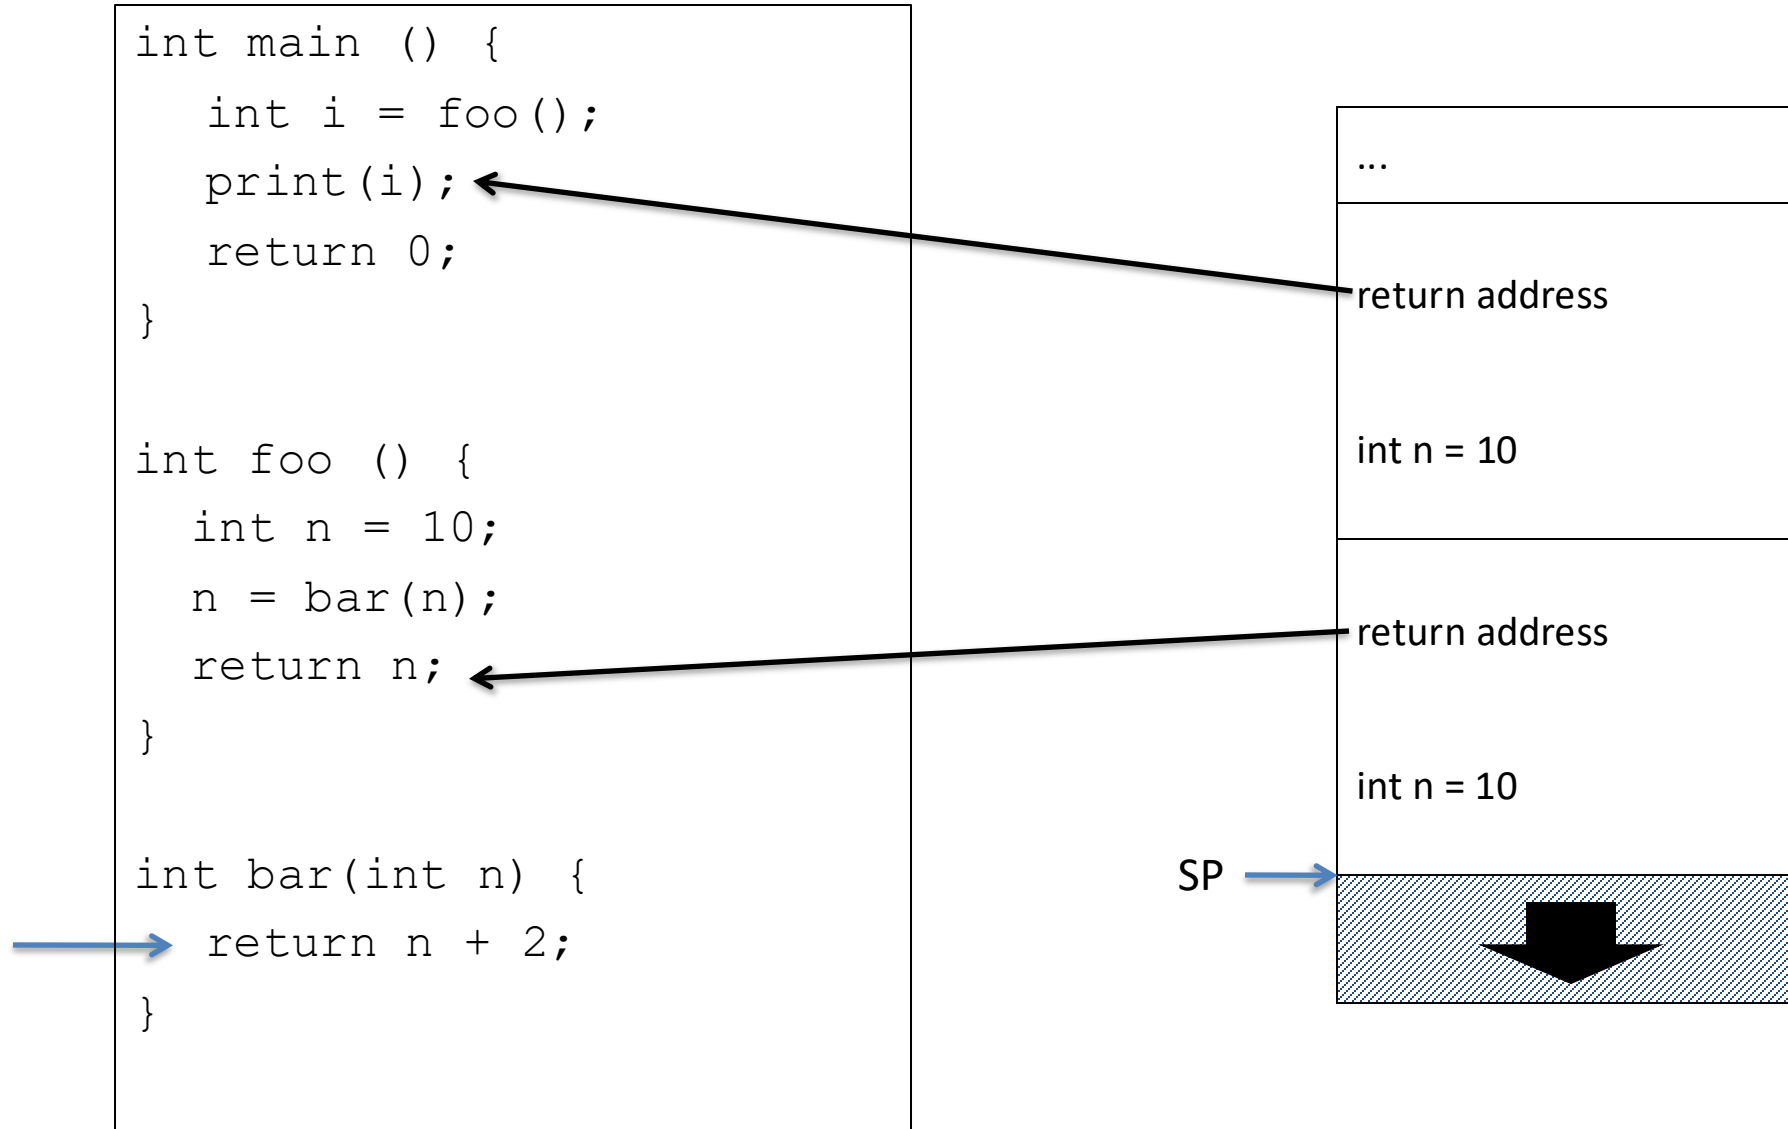 int main () {
int i = foo();
print(i);
return 0;
}
int foo () {
int n = 10;
n = bar(n);
return n;
}
int bar(int n) {
return n + 2;
}
...
return address
int n = 10
return address
int n = 10
SP